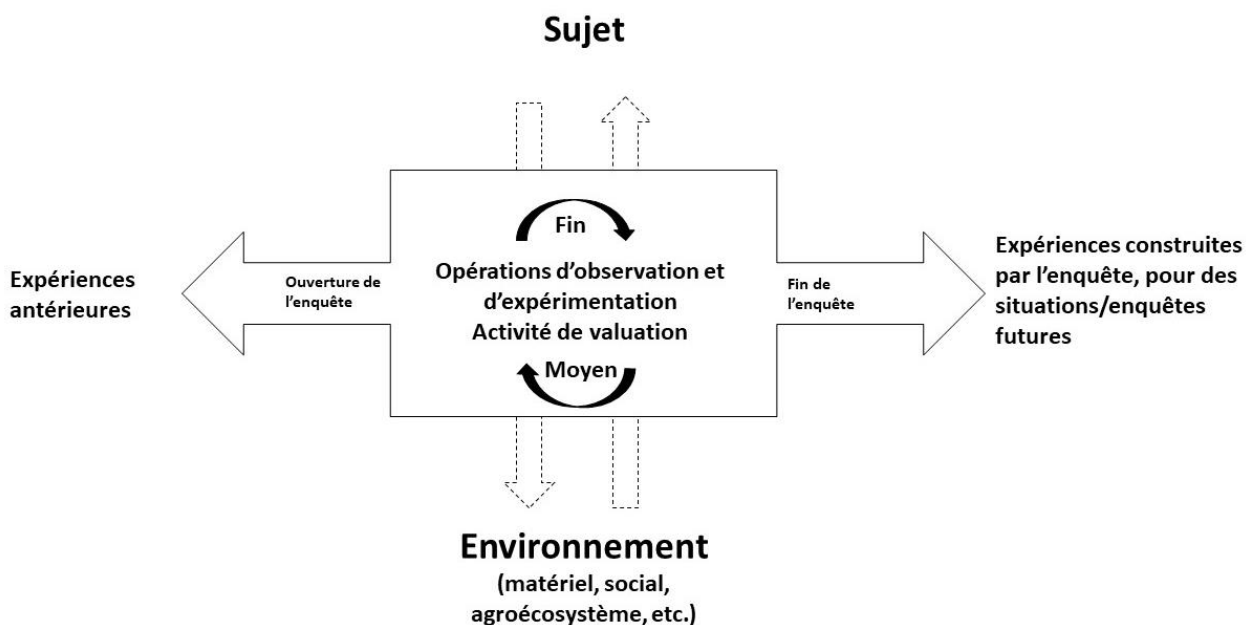 Sujet
Fin
Opérations d’observation et
d’expérimentation
Activité de valuation
Moyen
Expériences
antérieures
Ouverture de
l’enquête
Fin de
l’enquête
Expériences construites
par l’enquête, pour des
situations/enquêtes
futures
Environnement
(matériel, social,
agroécosystème, etc.)